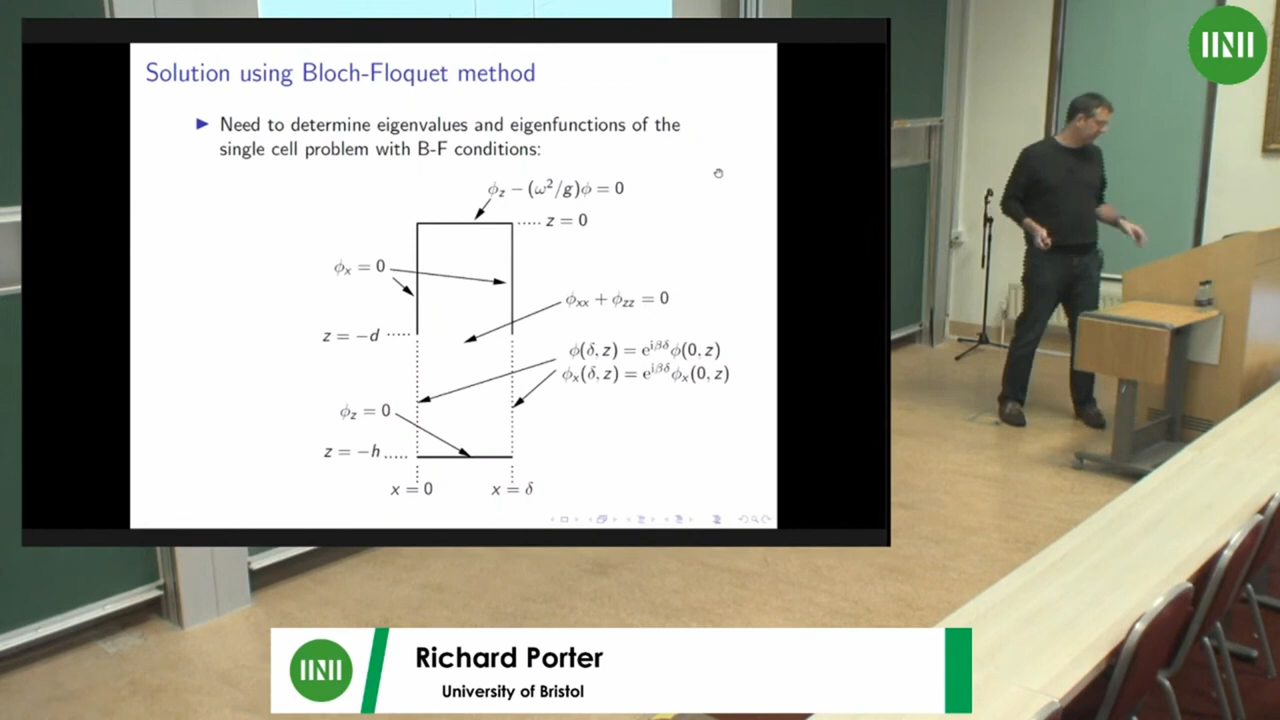 Solution using Bloch-Floquet method
▶ Need to determine eigenvalues and eigenfunctions of the
single cell problem with B-F conditions:
ϕ_z − (ω²/g)ϕ = 0
..... z = 0
ϕ_x = 0
ϕ_xx + ϕ_zz = 0
z = −d .....
ϕ(δ, z) = e^{iβδ}ϕ(0, z)
ϕ_x(δ, z) = e^{iβδ}ϕ_x(0, z)
ϕ_z = 0
z = −h .....
x = 0 x = δ
Richard Porter
University of Bristol